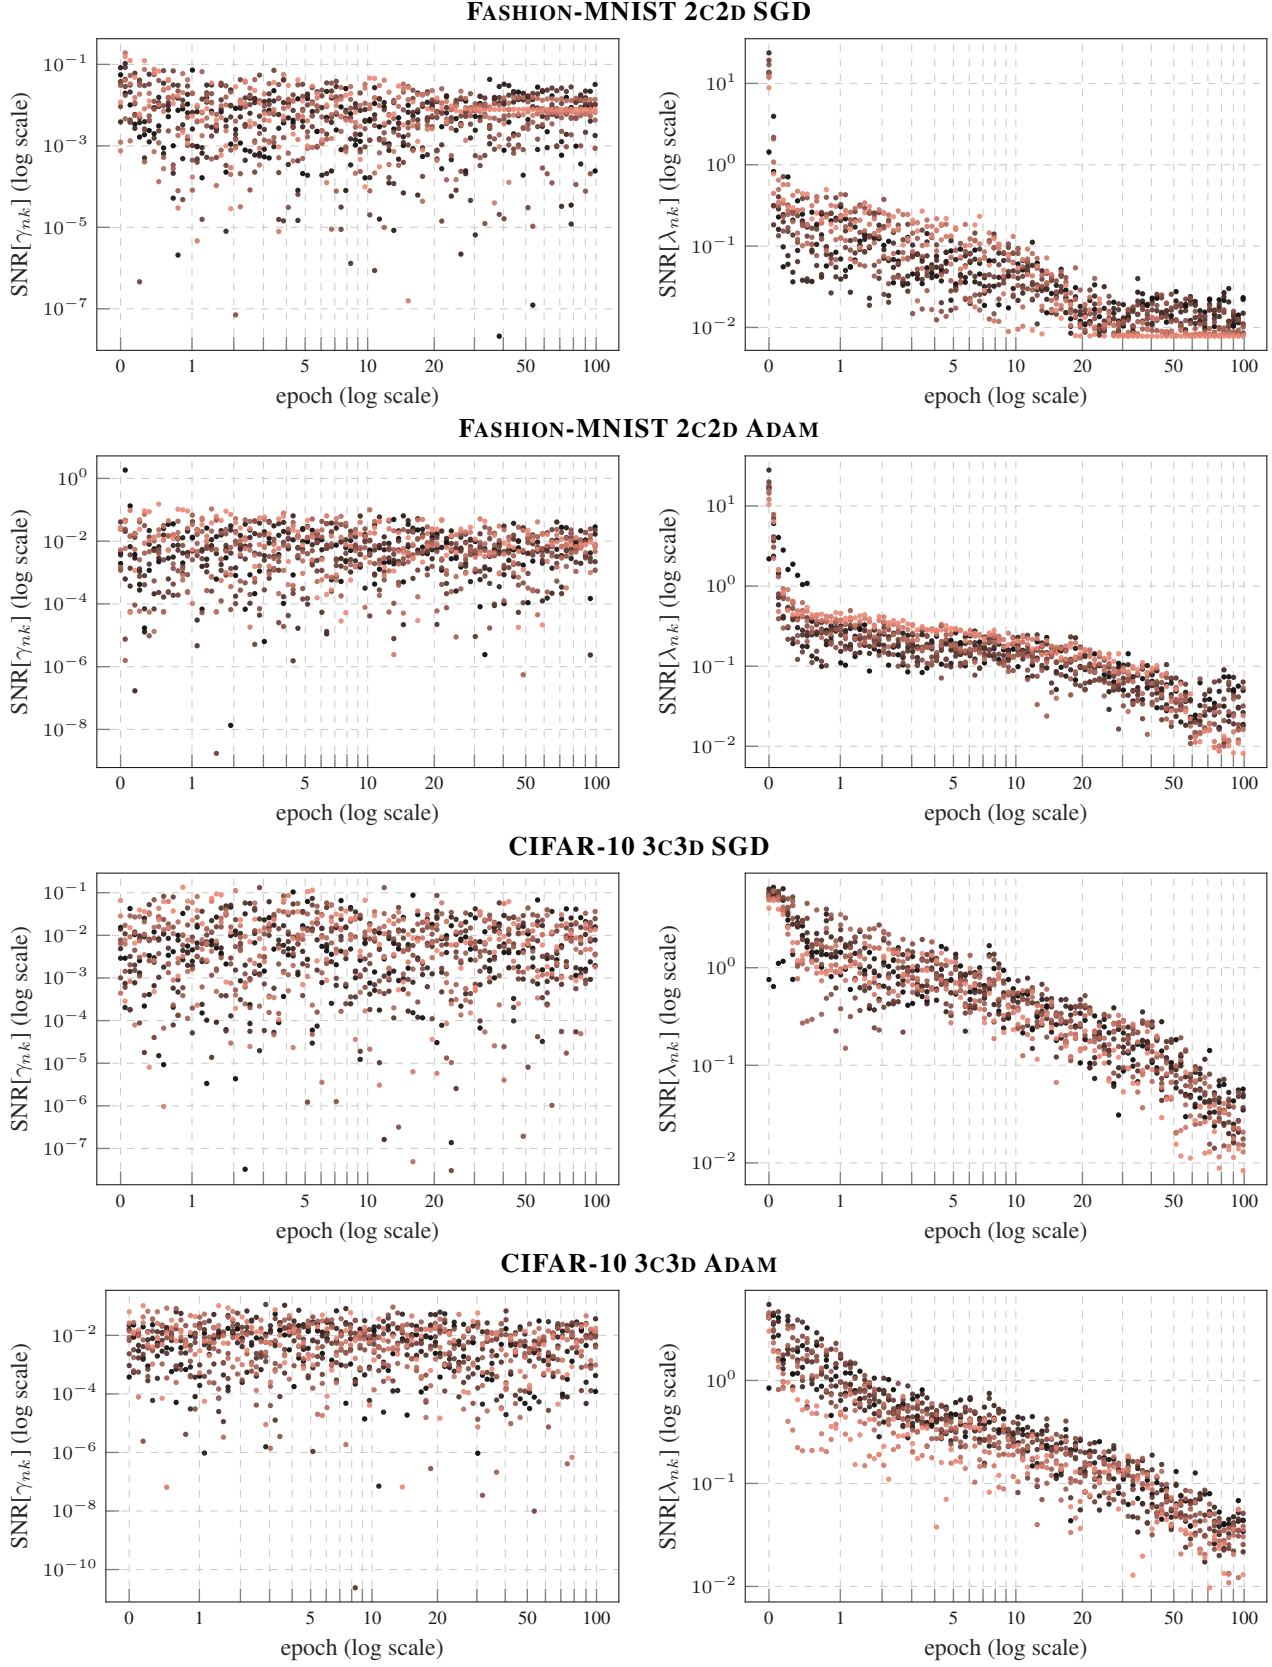 FASHION-MNIST 2C2D SGD
SNR[γnk] (log scale)
10^−1
10^−3
10^−5
10^−7
0 1 5 10 20 50 100
epoch (log scale)
SNR[λnk] (log scale)
10^1
10^0
10^−1
10^−2
0 1 5 10 20 50 100
epoch (log scale)
FASHION-MNIST 2C2D ADAM
SNR[γnk] (log scale)
10^0
10^−2
10^−4
10^−6
10^−8
0 1 5 10 20 50 100
epoch (log scale)
SNR[λnk] (log scale)
10^1
10^0
10^−1
10^−2
0 1 5 10 20 50 100
epoch (log scale)
CIFAR-10 3C3D SGD
SNR[γnk] (log scale)
10^−1
10^−2
10^−3
10^−4
10^−5
10^−6
10^−7
0 1 5 10 20 50 100
epoch (log scale)
SNR[λnk] (log scale)
10^0
10^−1
10^−2
0 1 5 10 20 50 100
epoch (log scale)
CIFAR-10 3C3D ADAM
SNR[γnk] (log scale)
10^−2
10^−4
10^−6
10^−8
10^−10
0 1 5 10 20 50 100
epoch (log scale)
SNR[λnk] (log scale)
10^0
10^−1
10^−2
0 1 5 10 20 50 100
epoch (log scale)